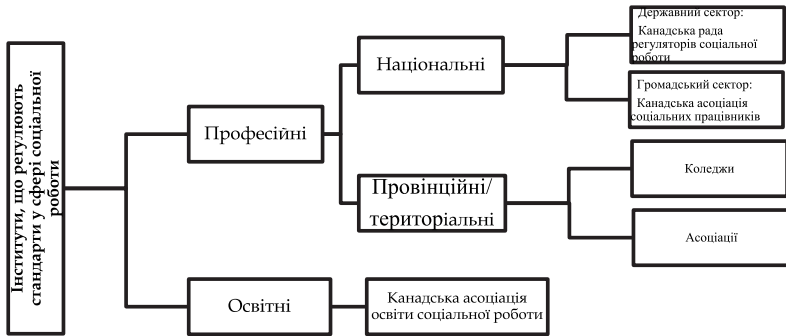 Інститути, що регулюють
стандарти у сфері соціальної
роботи
Професійні
Освітні
Національні
Провінційні/
територіальні
Канадська асоціація
освіти соціальної роботи
Державний сектор:
Канадська рада
регуляторів соціальної
роботи
Громадський сектор:
Канадська асоціація
соціальних працівників
Коледжи
Асоціації